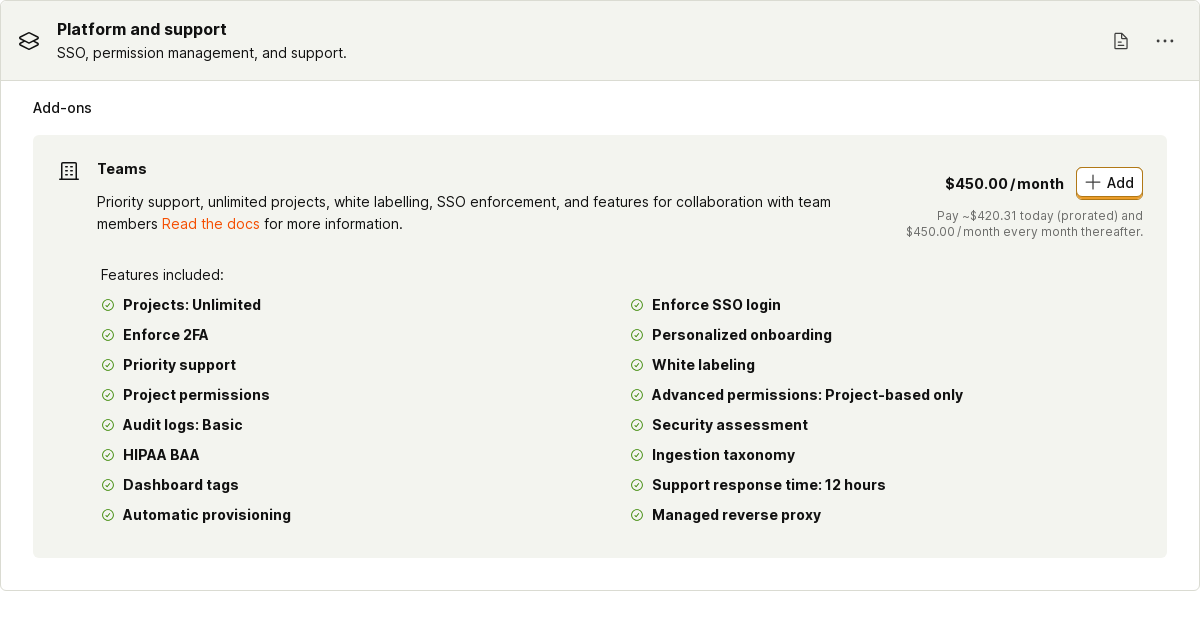 Platform and support
SSO, permission management, and support.
Add-ons
Teams
Priority support, unlimited projects, white labelling, SSO enforcement, and features for collaboration with team
members Read the docs for more information.
$450.00/month
Add
Pay ~$420.31 today (prorated) and
$450.00/month every month thereafter.
Features included:
Projects: Unlimited
Enforce 2FA
Priority support
Project permissions
Audit logs: Basic
HIPAA BAA
Dashboard tags
Automatic provisioning
Enforce SSO login
Personalized onboarding
White labeling
Advanced permissions: Project-based only
Security assessment
Ingestion taxonomy
Support response time: 12 hours
Managed reverse proxy